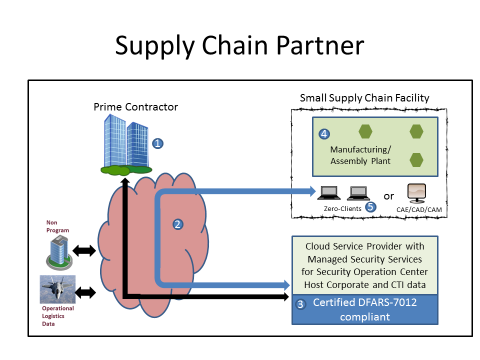 Supply Chain Partner
Prime Contractor
1
Small Supply Chain Facility
4
Manufacturing/
Assembly Plant
2
or
Zero-Clients 5
CAE/CAD/CAM
Non
Program
Operational
Logistics
Data
Cloud Service Provider with
Managed Security Services
for Security Operation Center
Host Corporate and CTI data
3 Certified DFARS-7012
compliant